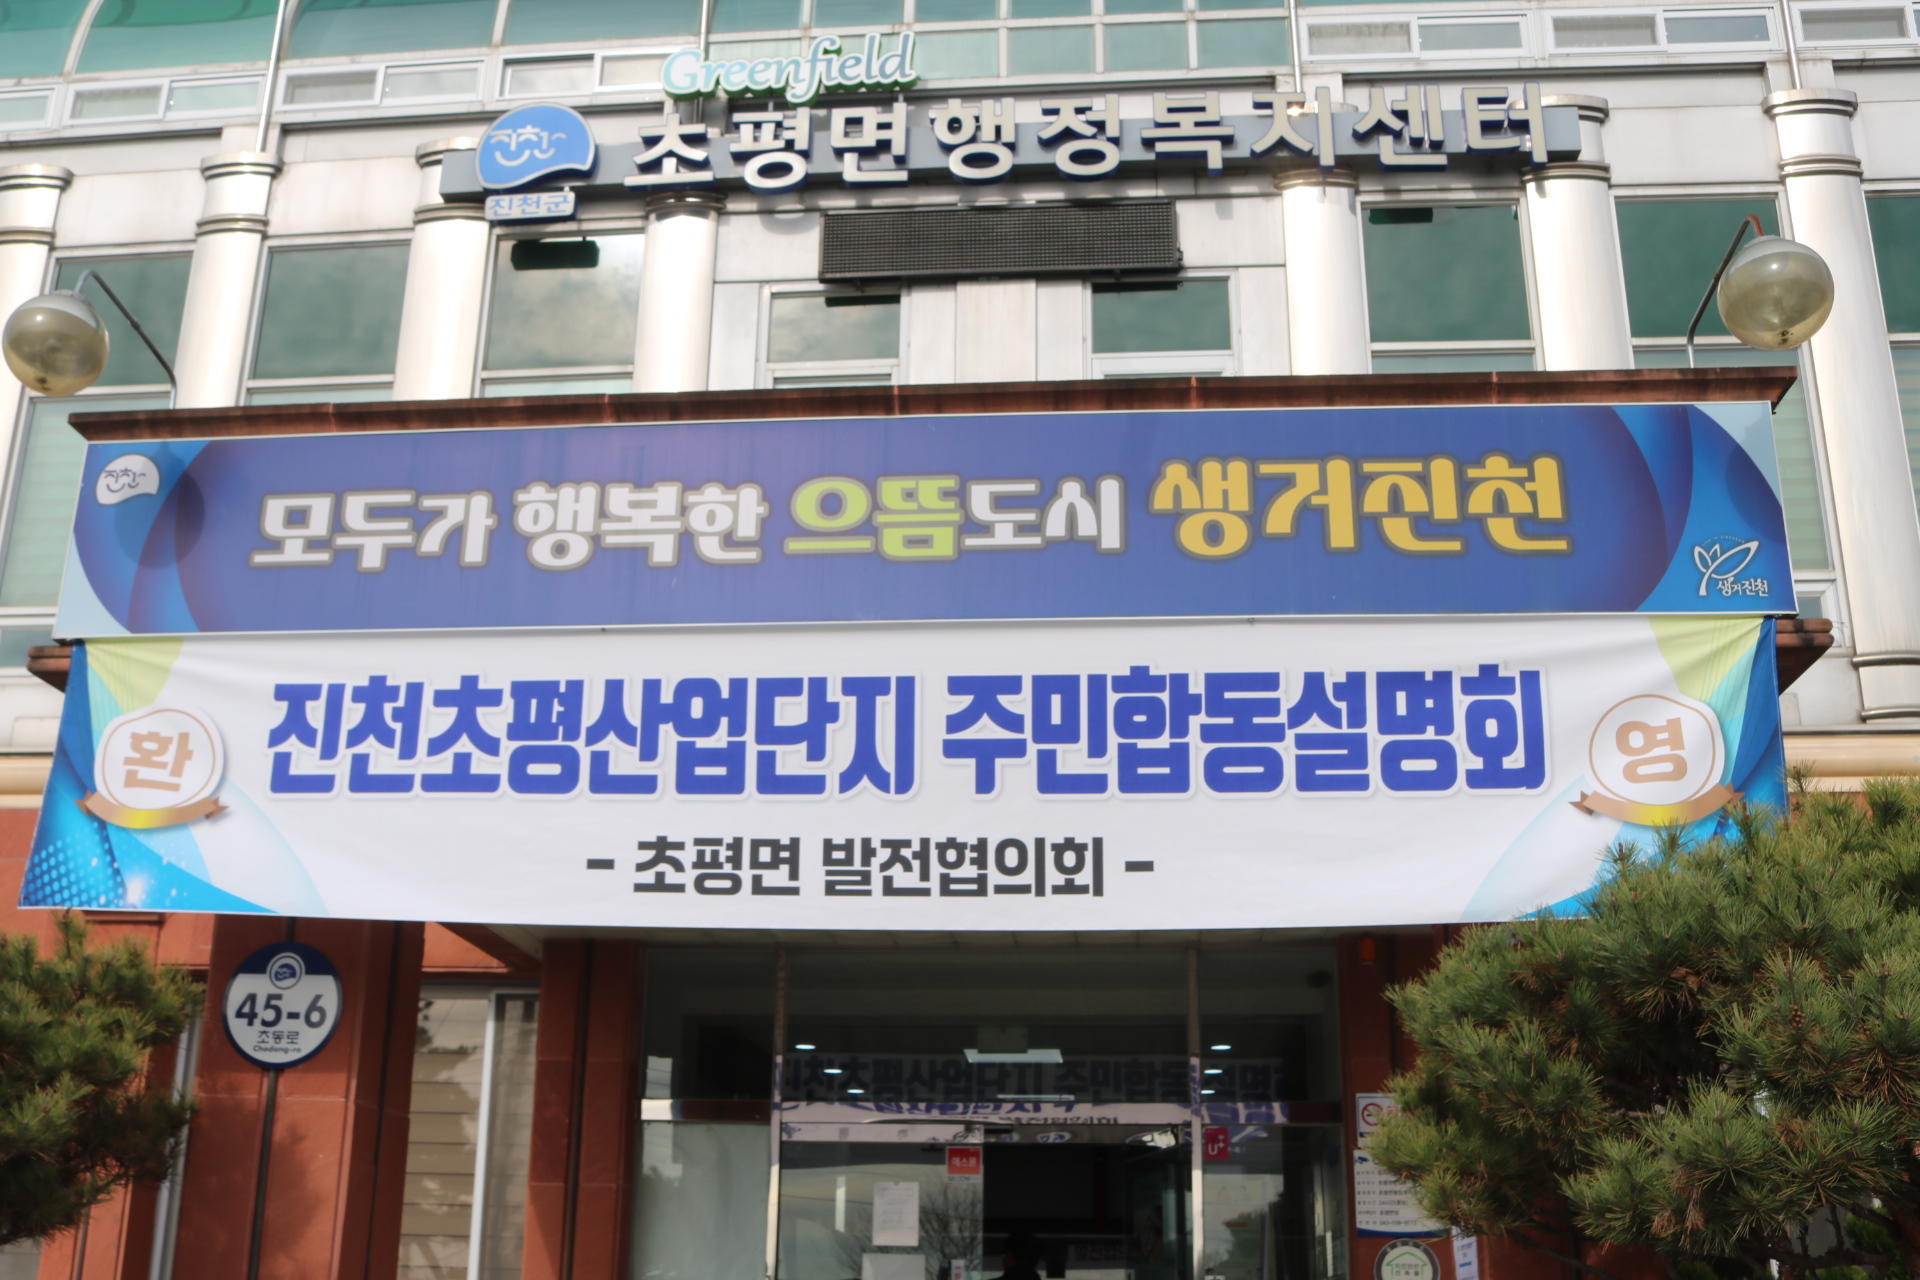 Greenfield
진천
진천군
초평면행정복지센터
진천
모두가 행복한 으뜸도시 생거진천
생거진천
환
진천초평산업단지 주민합동설명회
영
- 초평면 발전협의회 -
45-6
초동로
Chodong-ro
에스원
U+